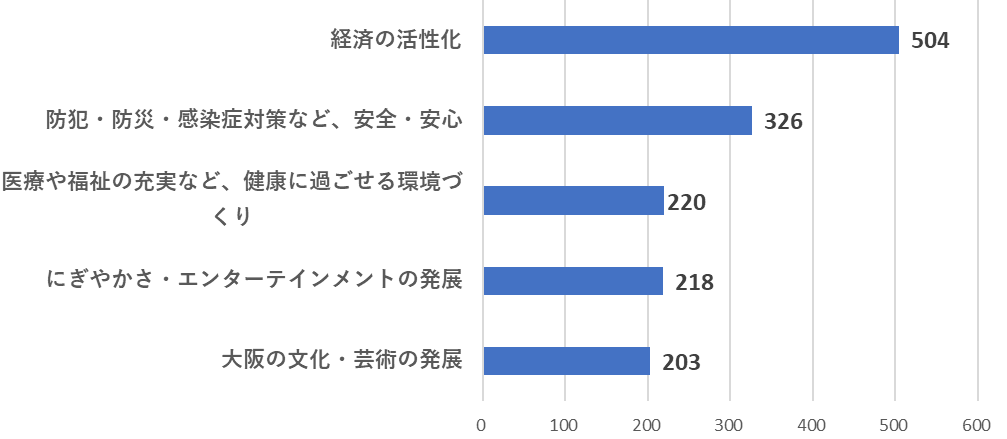 経済の活性化
504
防犯・防災・感染症対策など、安全・安心
326
医療や福祉の充実など、健康に過ごせる環境づ
くり
220
にぎやかさ・エンターテインメントの発展
218
大阪の文化・芸術の発展
203
0 100 200 300 400 500 600